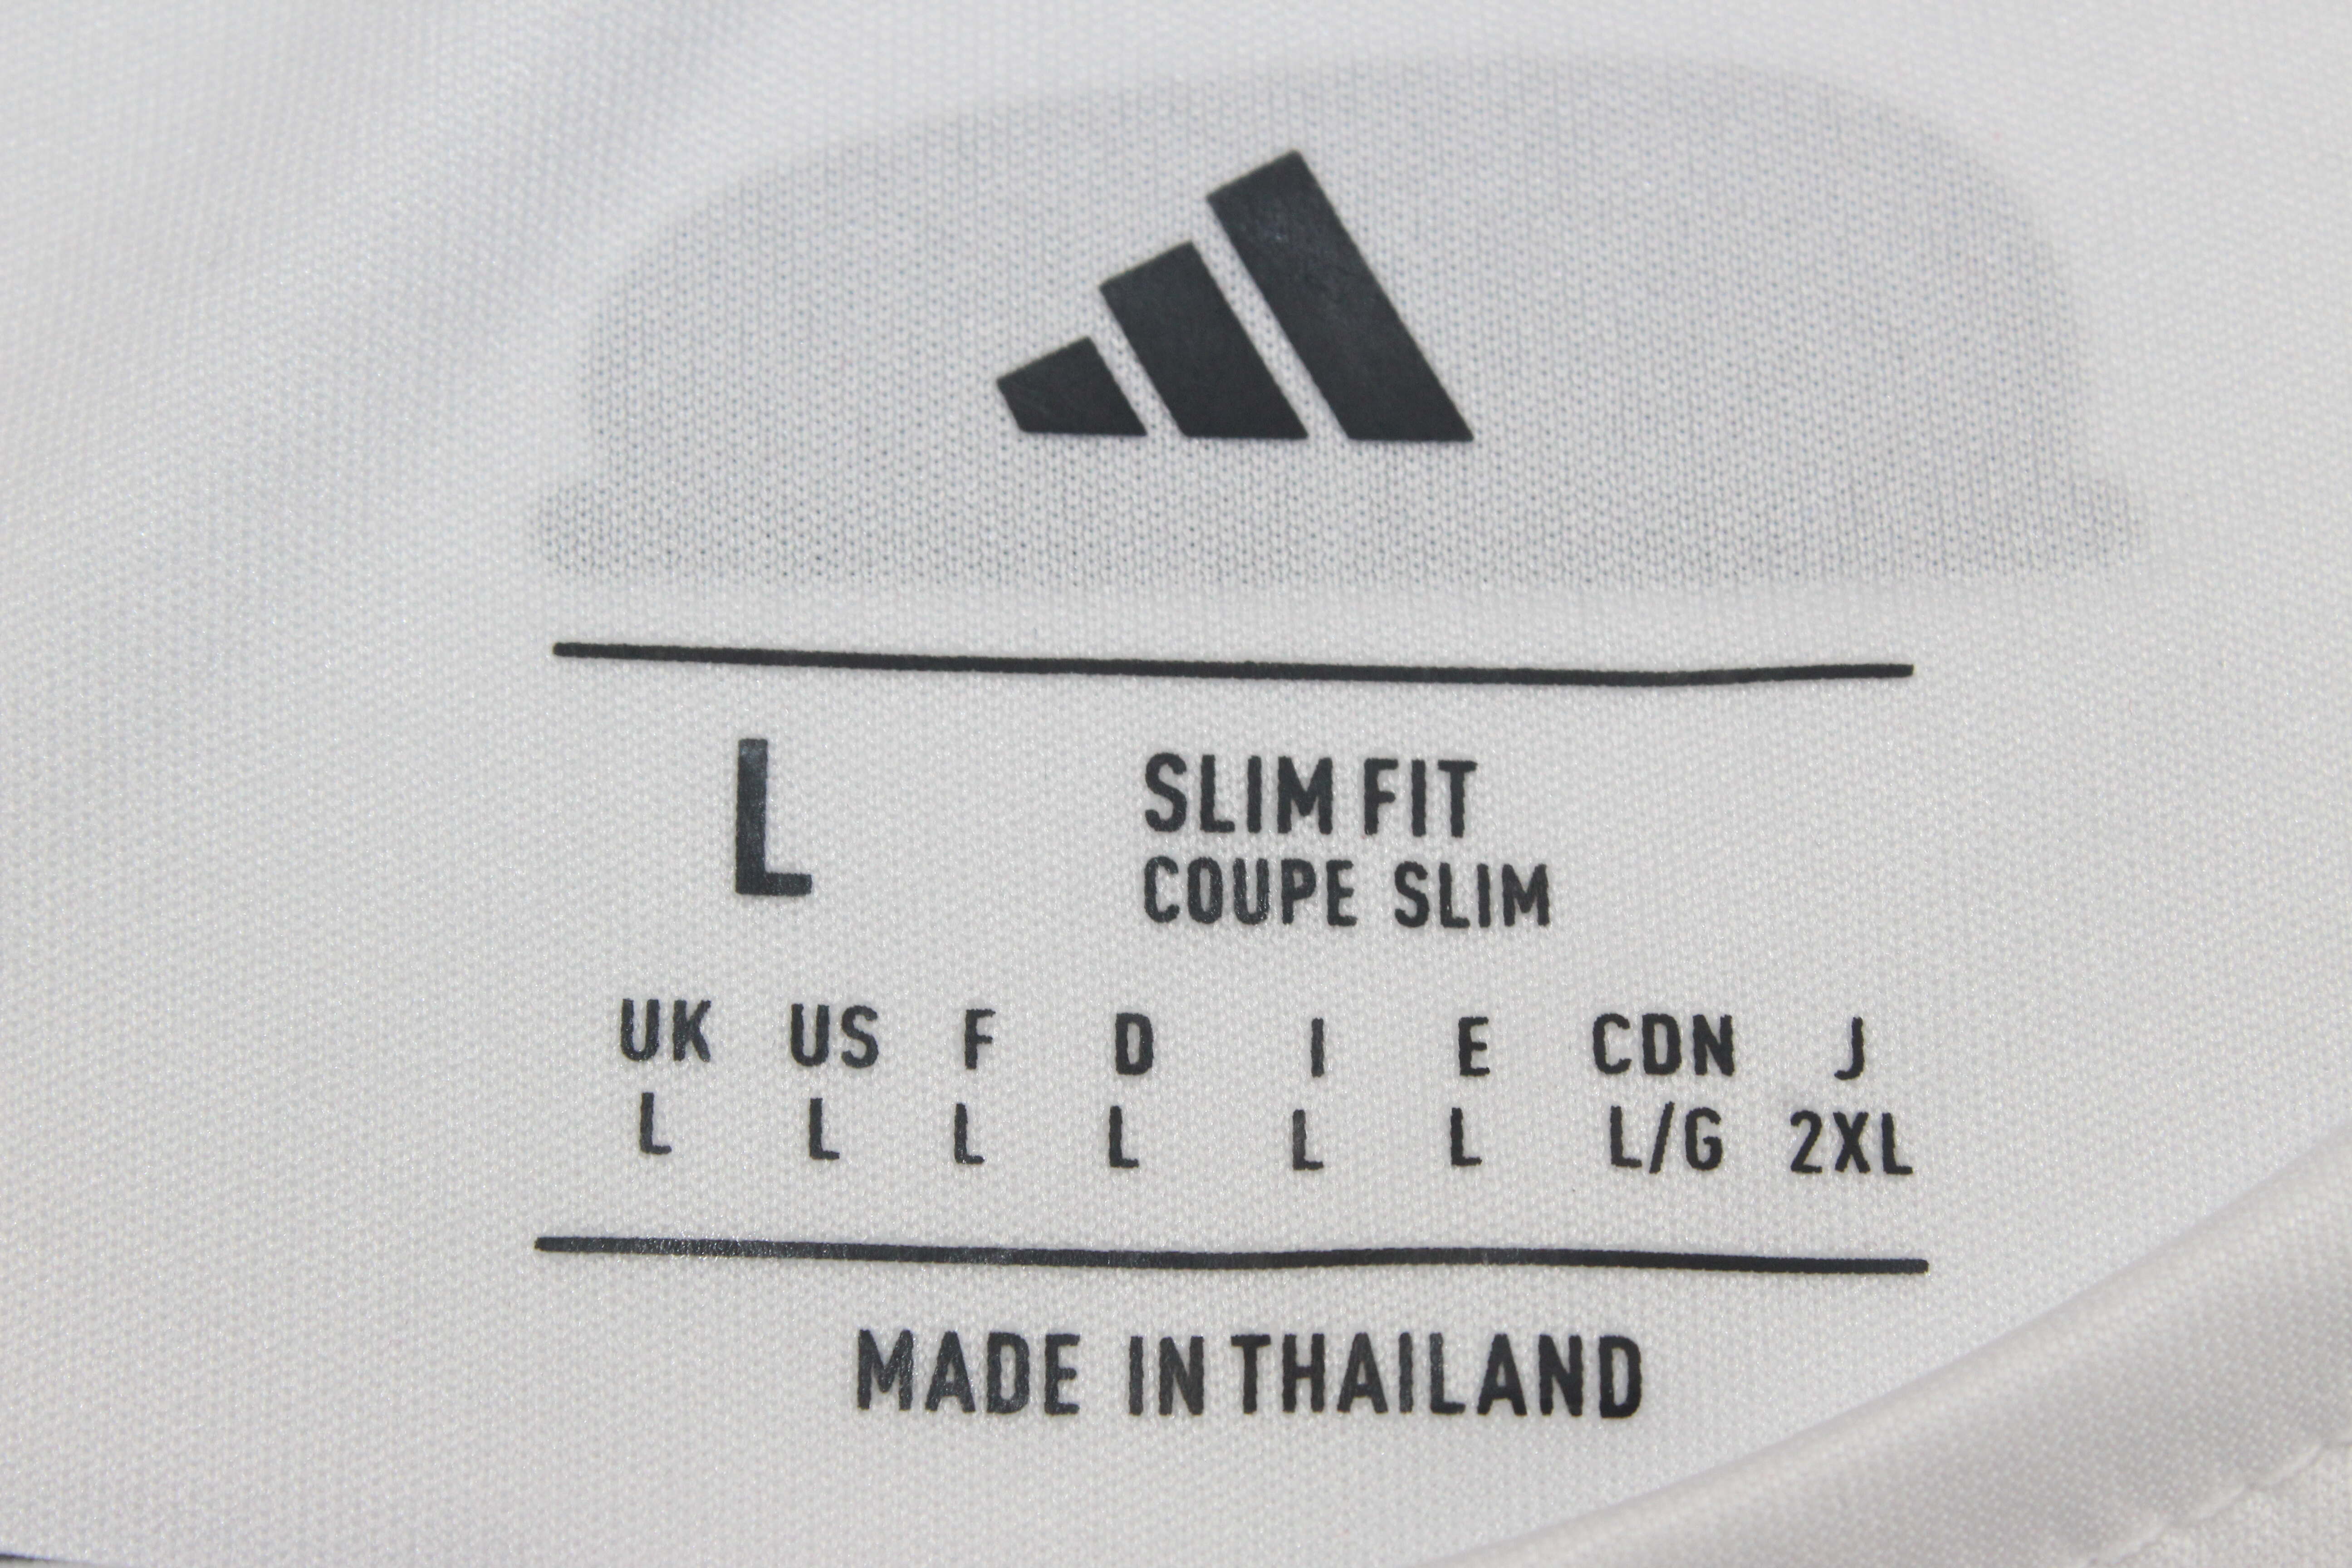 L
SLIM FIT
COUPE SLIM
UK US F D I E CDN J
L L L L L L L/G 2XL
MADE IN THAILAND